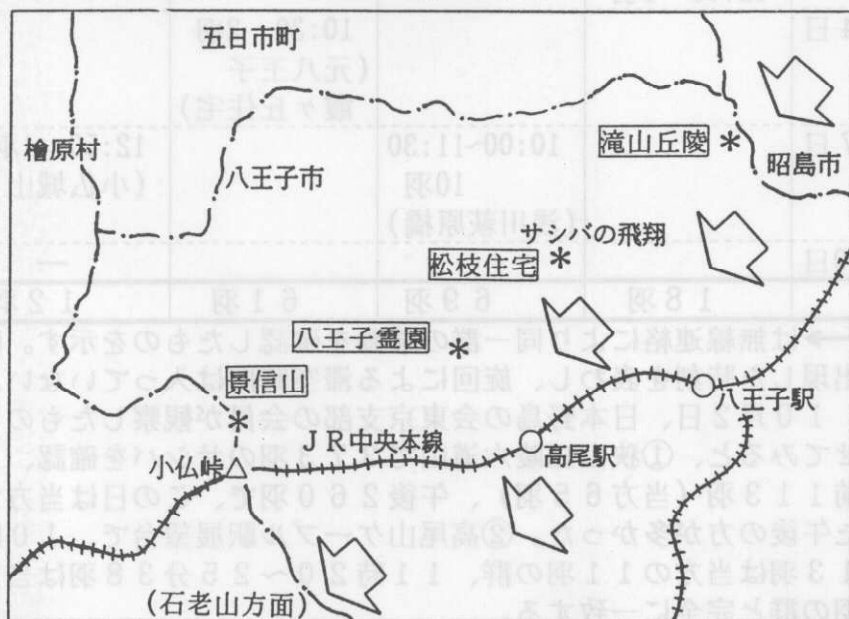 五日市町
檜原村
八王子市
滝山丘陵
昭島市
サシバの飛翔
松枝住宅
八王子霊園
景信山
八王子駅
JR中央本線
高尾駅
小仏峠
(石老山方面)